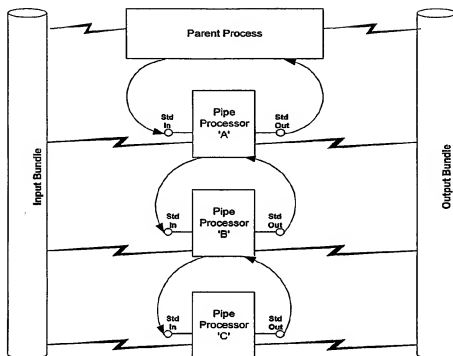 Parent Process
Std
In
Pipe
Processor
'A'
Std
Out
Input Bundle
Output Bundle
Std
In
Pipe
Processor
'B'
Std
Out
Std
In
Pipe
Processor
'C'
Std
Out